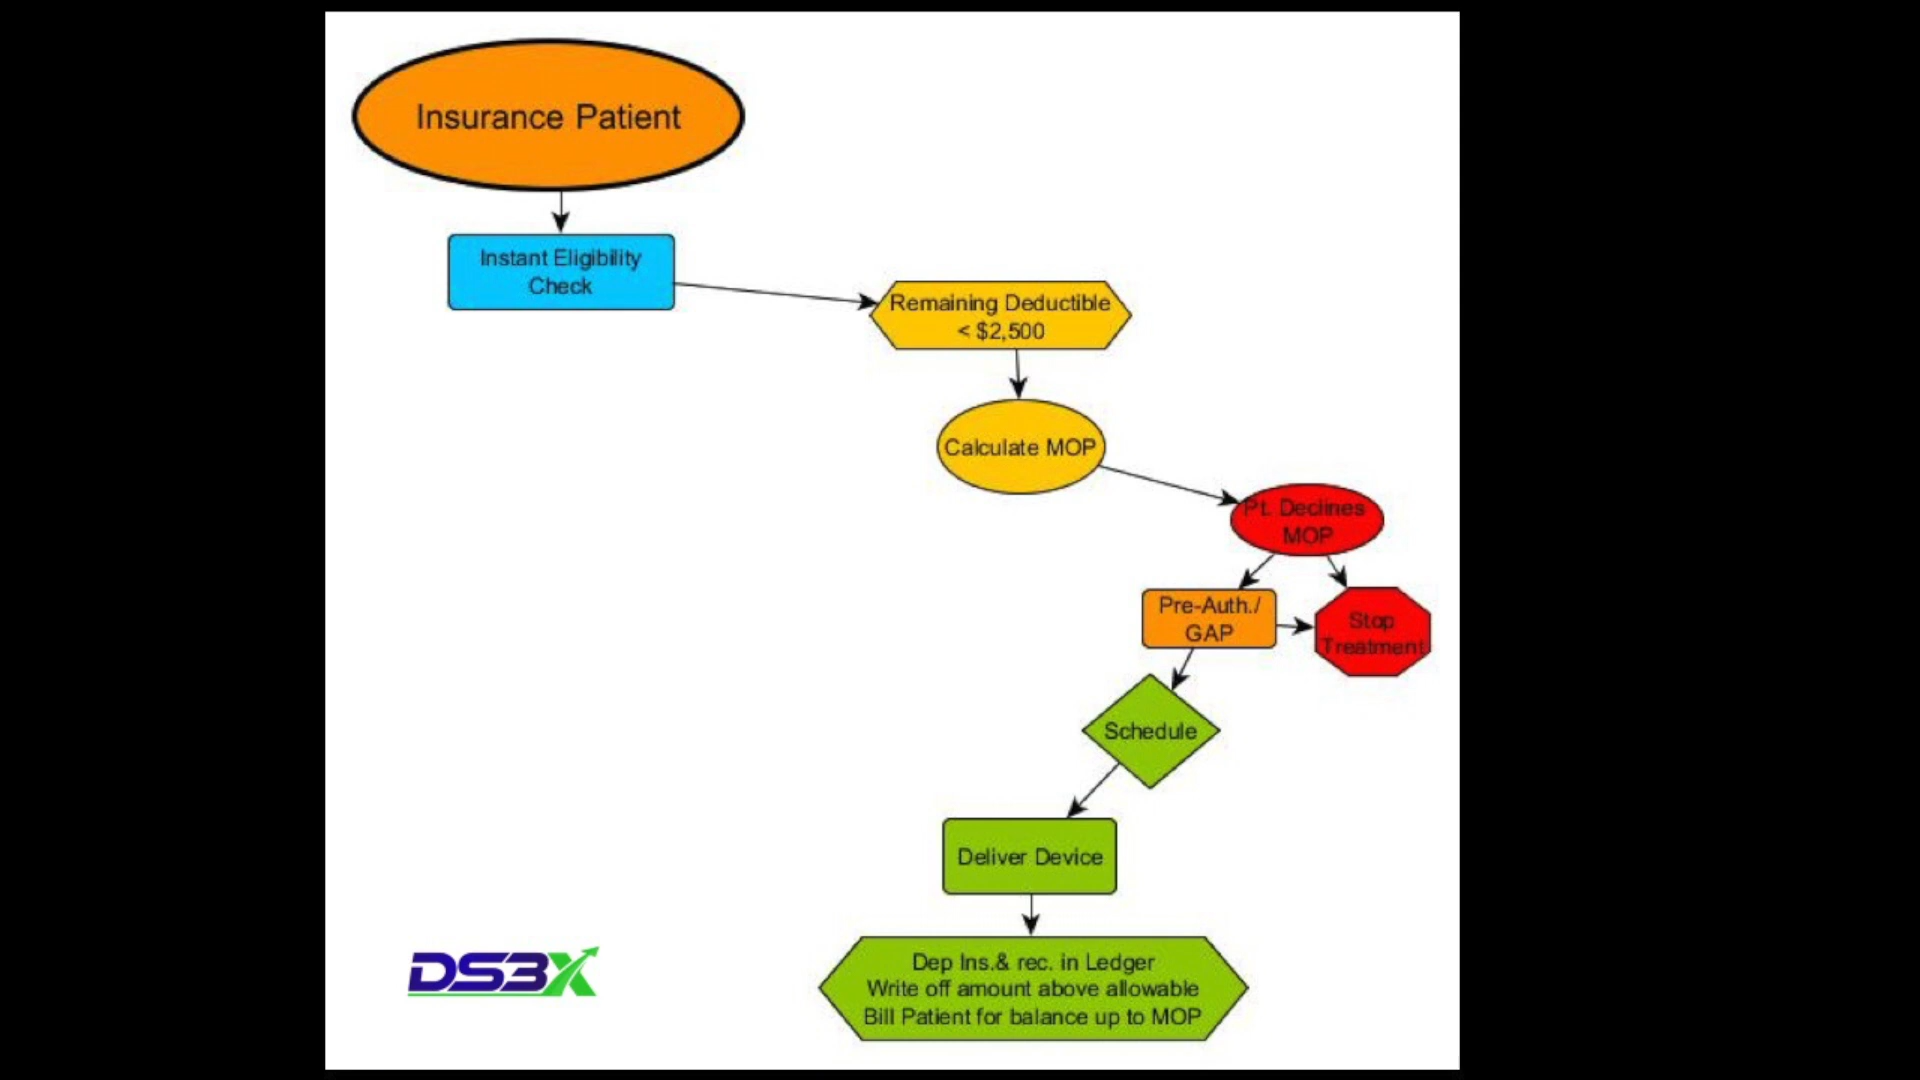 Insurance Patient
Instant Eligibility
Check
Remaining Deductible
< $2,500
Calculate MOP
Pt. Declines
MOP
Pre-Auth./
GAP
Stop
Treatment
Schedule
Deliver Device
Dep Ins.& rec. in Ledger
Write off amount above allowable
Bill Patient for balance up to MOP
DS3X